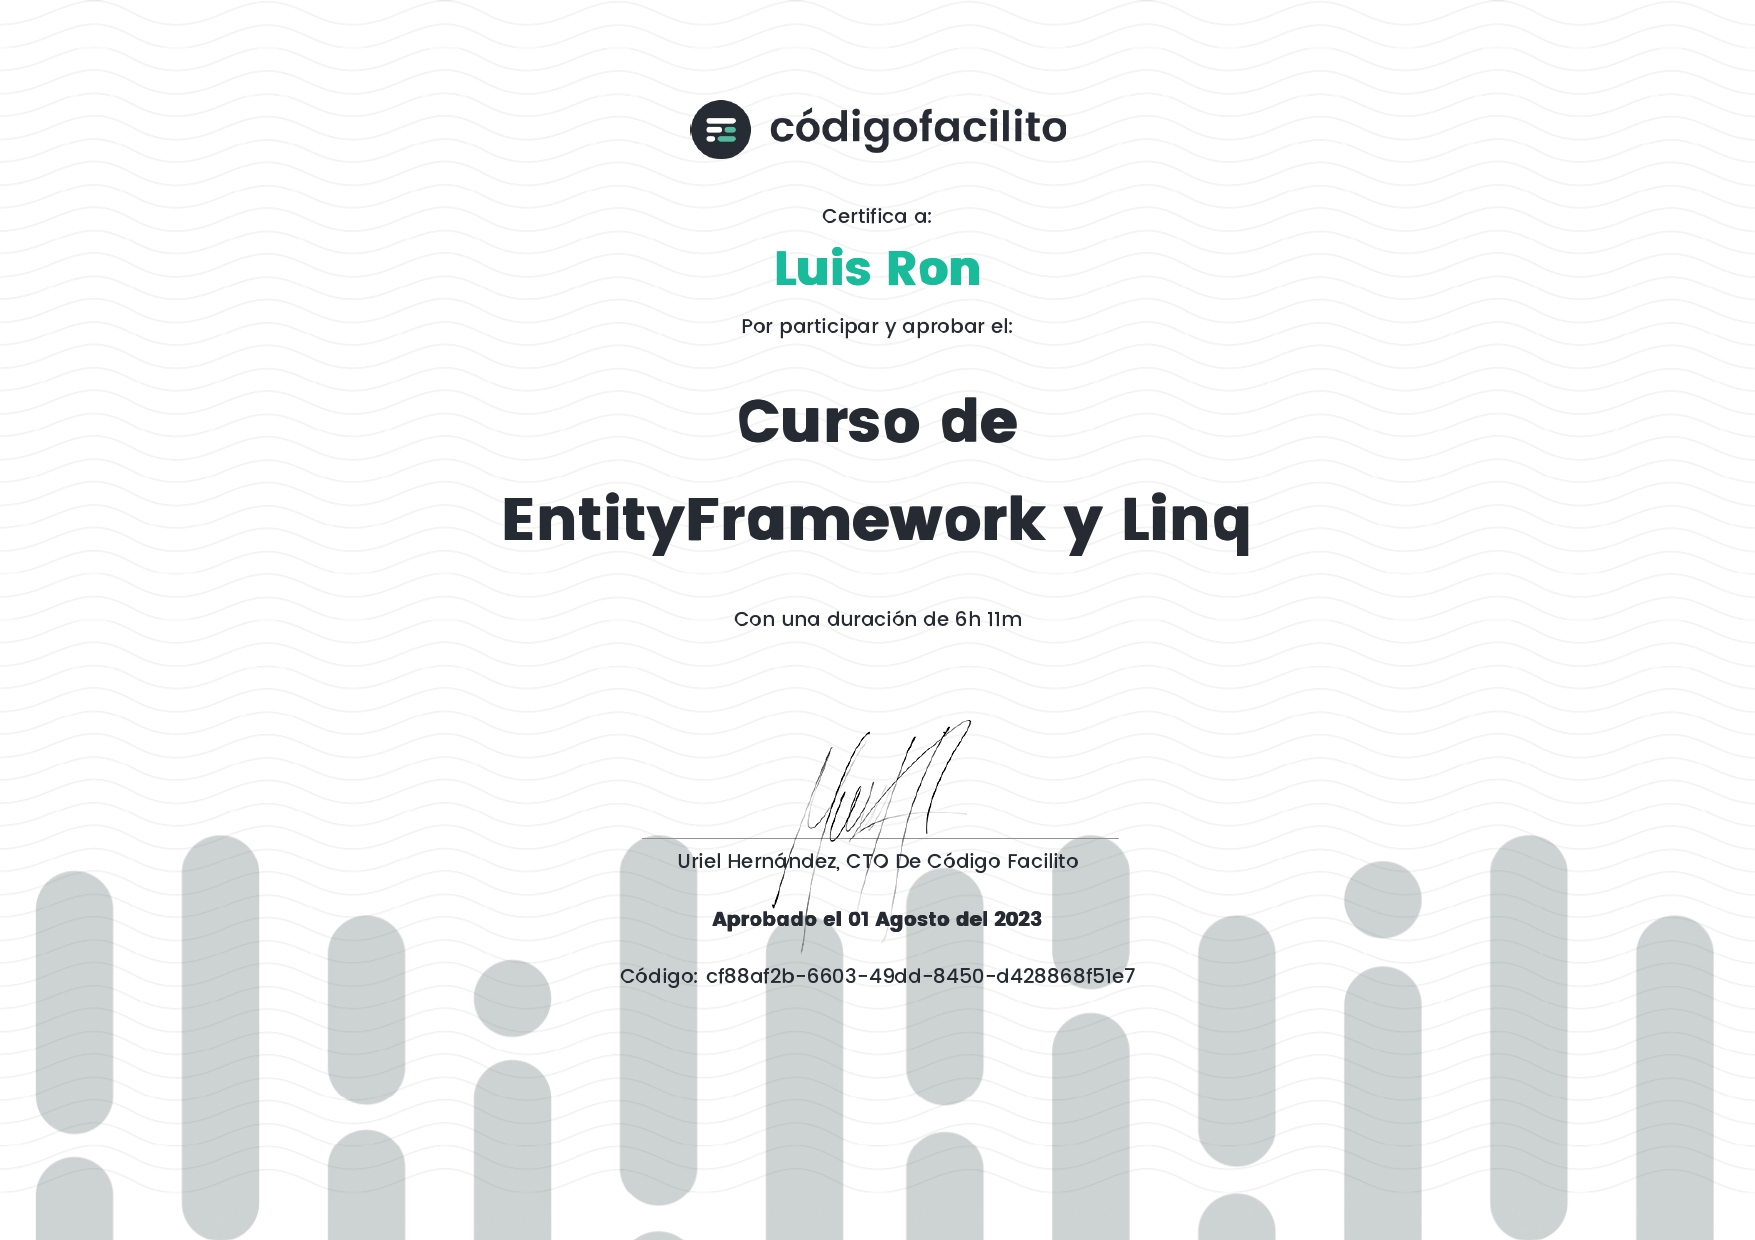 códigofacilito
Certifica a:
Luis Ron
Por participar y aprobar el:
Curso de
EntityFramework y Linq
Con una duración de 6h 11m
Uriel Hernández, CTO De Código Facilito
Aprobado el 01 Agosto del 2023
Código: cf88af2b-6603-49dd-8450-d428868f51e7